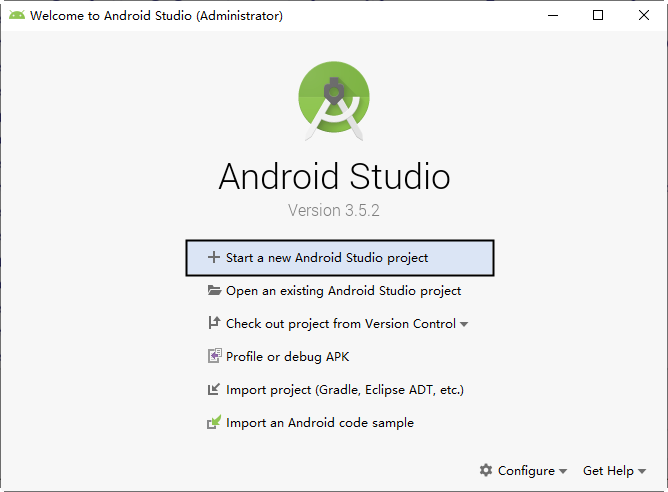 Welcome to Android Studio (Administrator)
Android Studio
Version 3.5.2
Start a new Android Studio project
Open an existing Android Studio project
Check out project from Version Control
Profile or debug APK
Import project (Gradle, Eclipse ADT, etc.)
Import an Android code sample
Configure Get Help